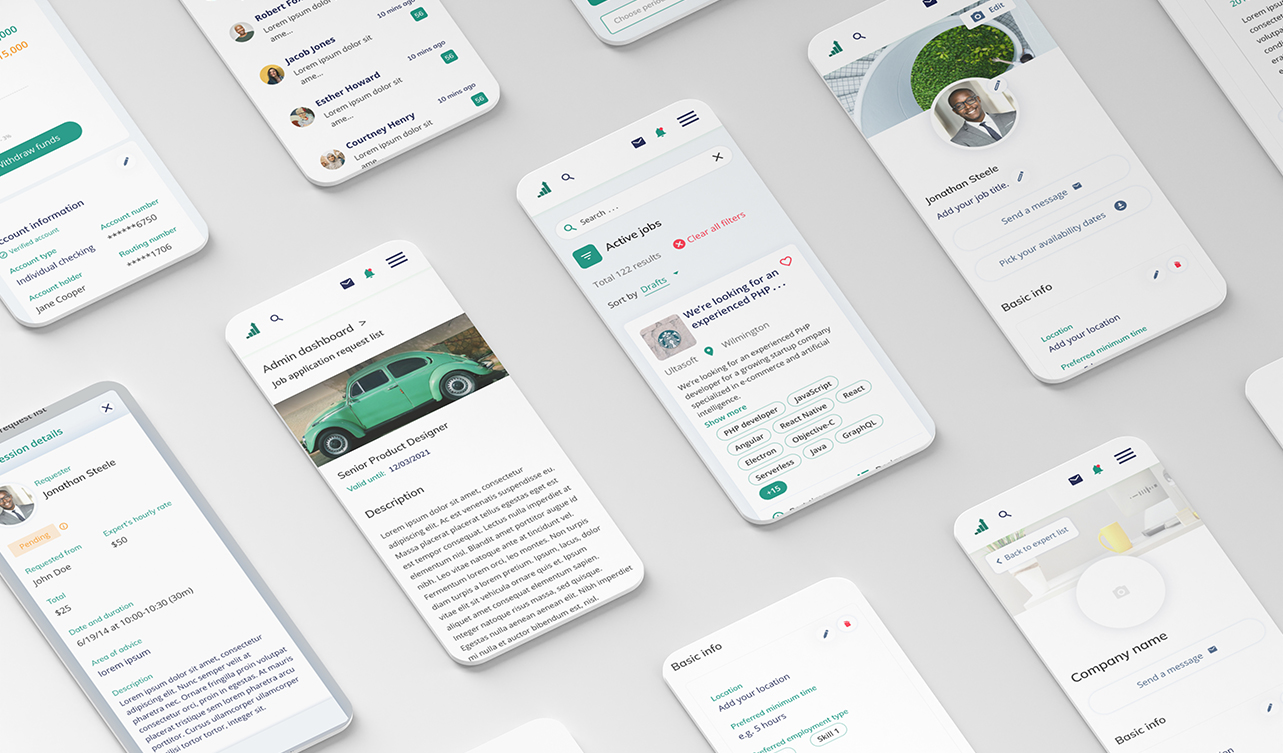 Withdraw funds
Account information
Verified account
Account type
Individual checking
Account number
******6750
Account holder
Jane Cooper
Routing number
*****1706
Robert Fox
Lorem ipsum dolor sit
ame...
10 mins ago
56
Jacob Jones
Lorem ipsum dolor sit
ame...
10 mins ago
56
Esther Howard
Lorem ipsum dolor sit
ame...
10 mins ago
56
Courtney Henry
Lorem ipsum dolor sit
ame
Choose
Edit
Jonathan Steele
Add your job title.
Send a message
Pick your availability dates
Basic info
Location
Add your location
Preferred minimum time
Search ...
Active jobs
Total 122 results
Clear all filters
Sort by Drafts
We're looking for an
experienced PHP ...
Ultasoft
Wilmington
We're looking for an experienced PHP
developer for a growing startup company
specialized in e-commerce and artificial
intelligence.
Show more
PHP developer
JavaScript
Angular
React Native
React
Electron
Objective-C
Serverless
Java
GraphQL
+15
Admin dashboard >
Job application request list
Senior Product Designer
Valid until: 12/03/2021
Description
Lorem ipsum dolor sit amet, consectetur
adipiscing elit. Ac est venenatis suspendisse eu.
Massa placerat tellus egestas eget est
est tempor consequat. Lectus nulla imperdiet at
elementum nisl. Blandit amet porttitor augue id
nibh. Leo vitae natoque ante at tincidunt vel.
Fermentum lorem orci, leo montes. Non turpis
diam turpis a lorem pretium. Ipsum, lacus, dolor
vitae elit sit vehicula ornare quis et. Ipsum
aliquet amet consequat elementum sapien.
Integer natoque risus massa, sed quisque.
Egestas nulla aenean aenean elit. Nibh imperdiet
mi nulla et auctor bibendum est, nisl.
request list
ession details
Requester
Jonathan Steele
Pending
Requested from
John Doe
Expert's hourly rate
$50
Total
$25
Date and duration
6/19/14 at 10:00-10:30 (30m)
Area of advice
lorem ipsum
Description
Lorem ipsum dolor sit amet, consectetur
adipiscing elit. Nunc semper velit at
pharetra nec. Ornare fringilla proin volutpat
consectetur orci, proin in egestas. At mauris
placerat tristique sem lorem pharetra arcu
porttitor. Cursus ullamcorper ullamcorper
tortor tortor, integer sit.
Basic info
Location
Add your location
Preferred minimum time
e.g. 5 hours
Preferred employment type
Skill 1
Back to expert list
Company name
Send a message
Basic info